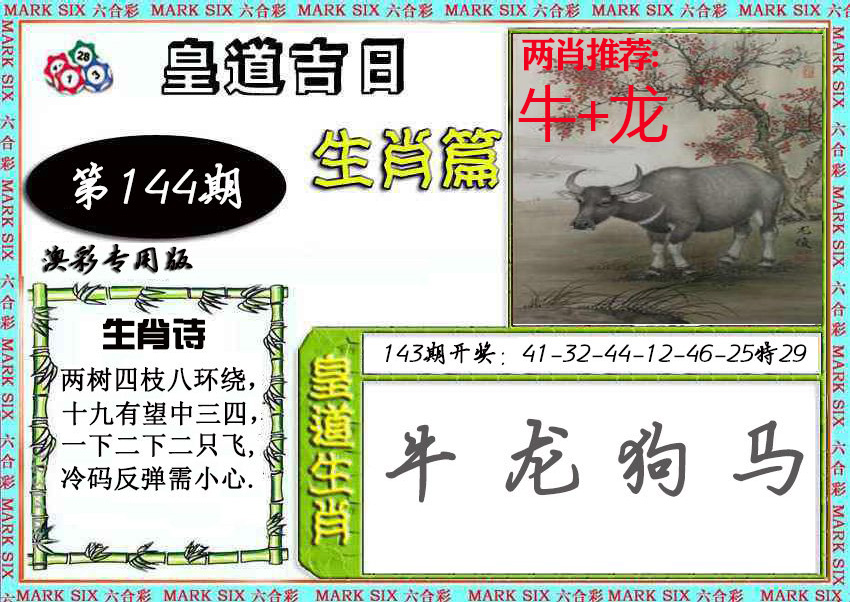 MARK SIX 六合彩 MARK SIX 六合彩 MARK SIX 六合彩 MARK SIX 六合彩 MARK SIX 六合彩 MARK SIX 六合彩
皇道吉日
两肖推荐:
牛+龙
生肖篇
第144期
澳彩专用版
生肖诗
两树四枝八环绕，
十九有望中三四，
一下二下二只飞，
冷码反弹需小心.
143期开奖：41-32-44-12-46-25特29
皇道生肖
牛 龙 狗 马
MARK SIX 六合彩 MARK SIX 六合彩 MARK SIX 六合彩 MARK SIX 六合彩 MARK SIX 六合彩 MARK SIX